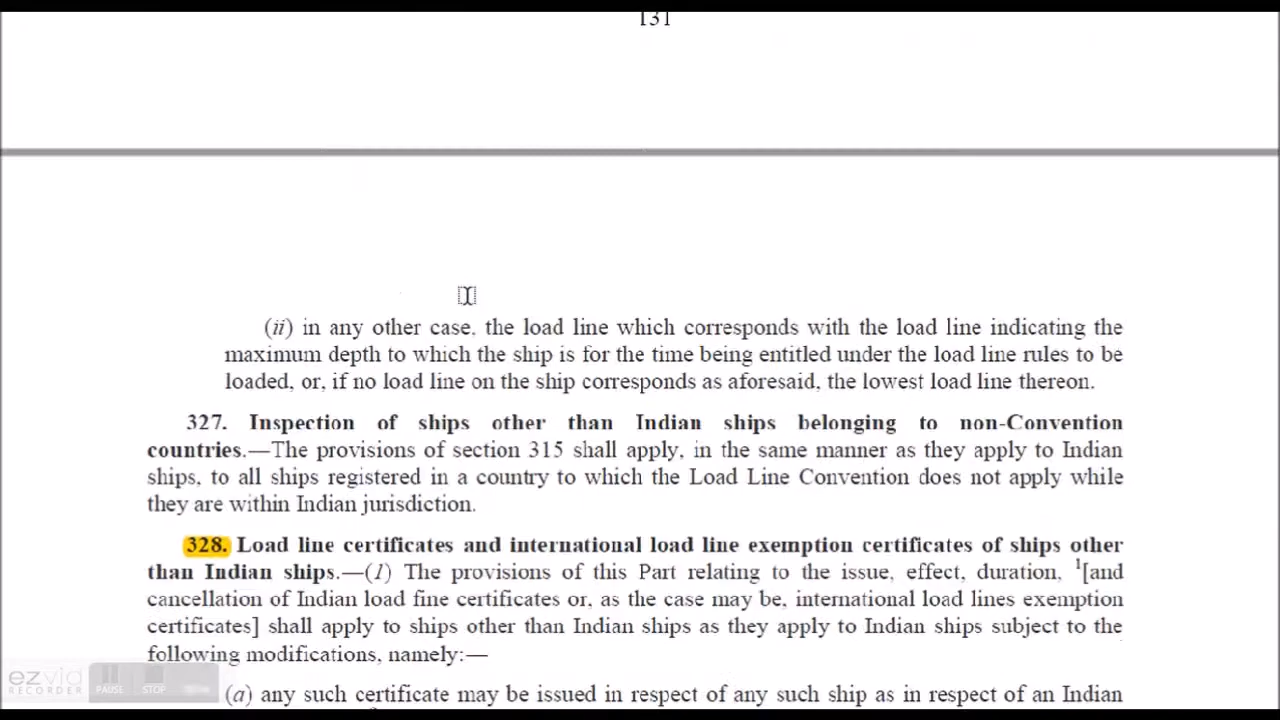 131
(ii) in any other case, the load line which corresponds with the load line indicating the
maximum depth to which the ship is for the time being entitled under the load line rules to be
loaded, or, if no load line on the ship corresponds as aforesaid, the lowest load line thereon.
327. Inspection of ships other than Indian ships belonging to non-Convention
countries.—The provisions of section 315 shall apply, in the same manner as they apply to Indian
ships, to all ships registered in a country to which the Load Line Convention does not apply while
they are within Indian jurisdiction.
328. Load line certificates and international load line exemption certificates of ships other
than Indian ships.—(1) The provisions of this Part relating to the issue, effect, duration, 1[and
cancellation of Indian load fine certificates or, as the case may be, international load lines exemption
certificates] shall apply to ships other than Indian ships as they apply to Indian ships subject to the
following modifications, namely:—
(a) any such certificate may be issued in respect of any such ship as in respect of an Indian
ezvid
RECORDER
PAUSE
STOP